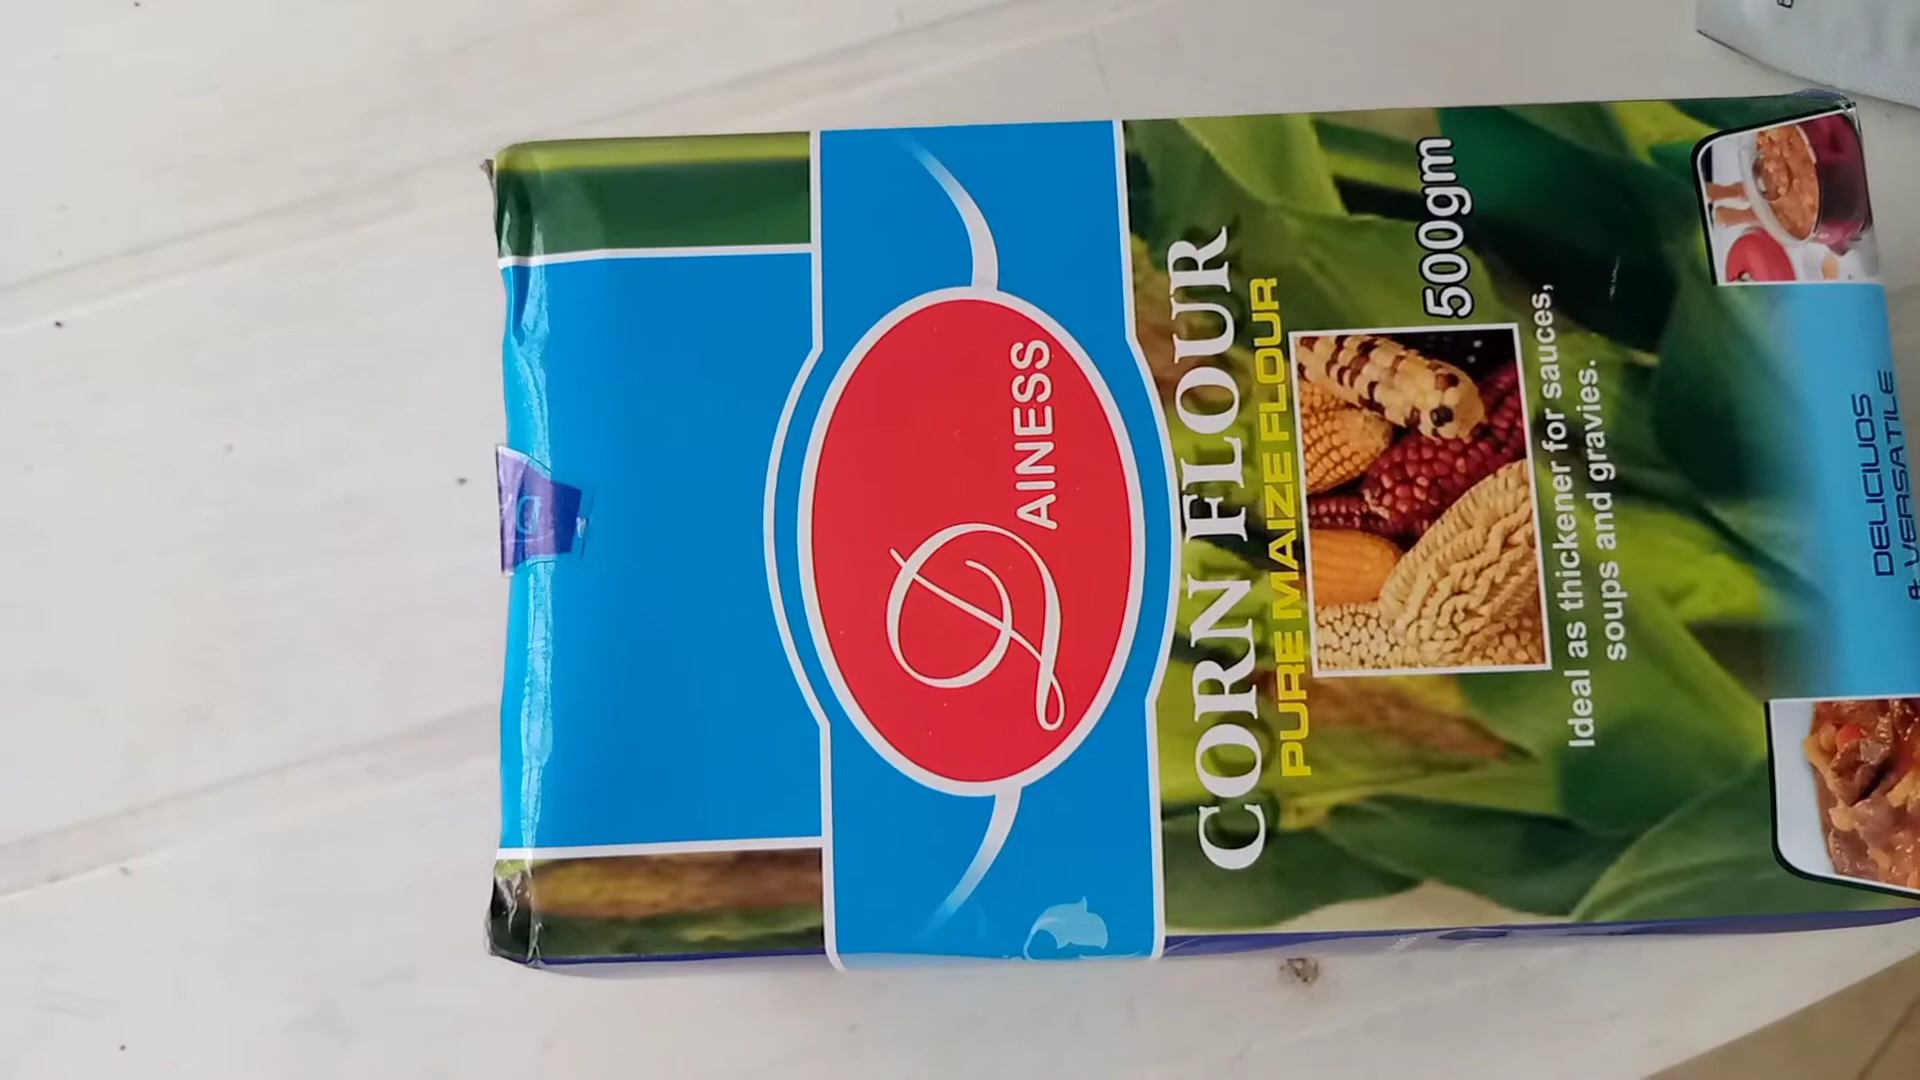 DAINESS
CORN FLOUR
PURE MAIZE FLOUR
500gm
Ideal as thickener for sauces,
soups and gravies.
DELICIUOS
& VERSATILE